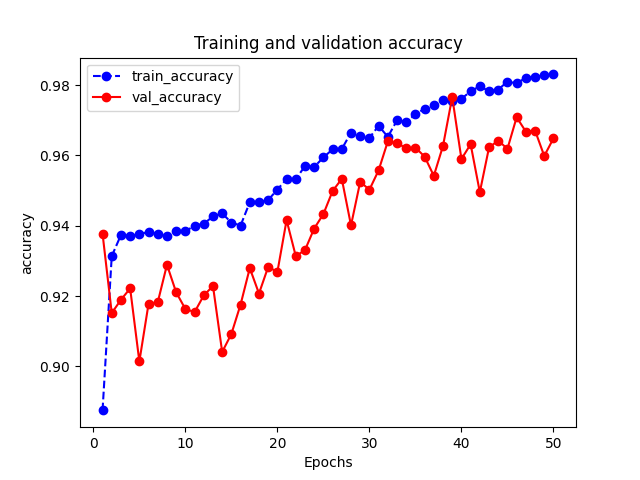 Training and validation accuracy
train_accuracy
val_accuracy
accuracy
0.98
0.96
0.94
0.92
0.90
0 10 20 30 40 50
Epochs